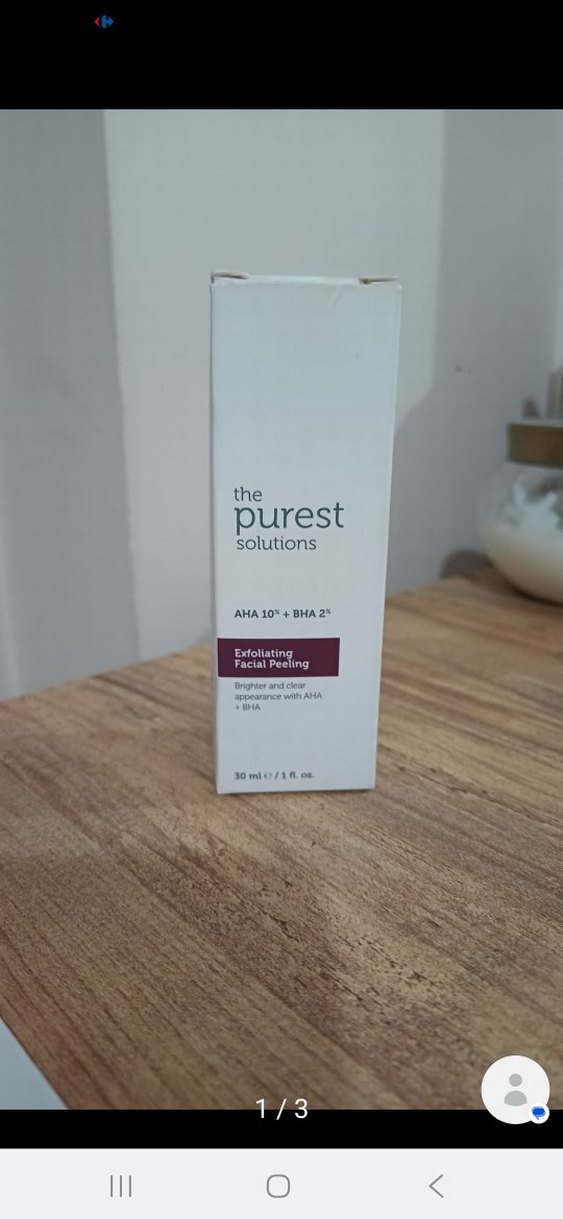 the
purest
solutions
AHA 10% + BHA 2%
Exfoliating
Facial Peeling
Brighter and clear
appearance with AHA
+ BHA
30 ml ℮ / 1 fl. oz.
1 / 3